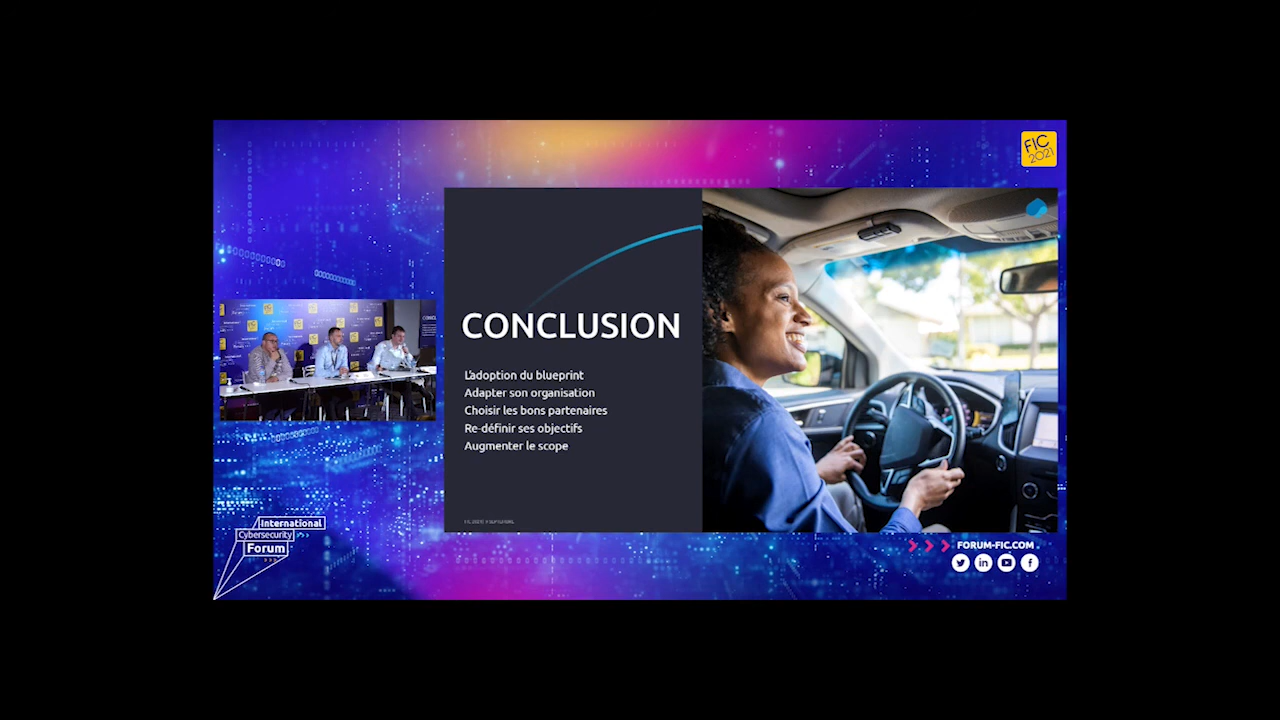 FIC
2021
CONCLUSION
L'adoption du blueprint
Adapter son organisation
Choisir les bons partenaires
Re-définir ses objectifs
Augmenter le scope
International
Cybersecurity
Forum
FORUM-FIC.COM